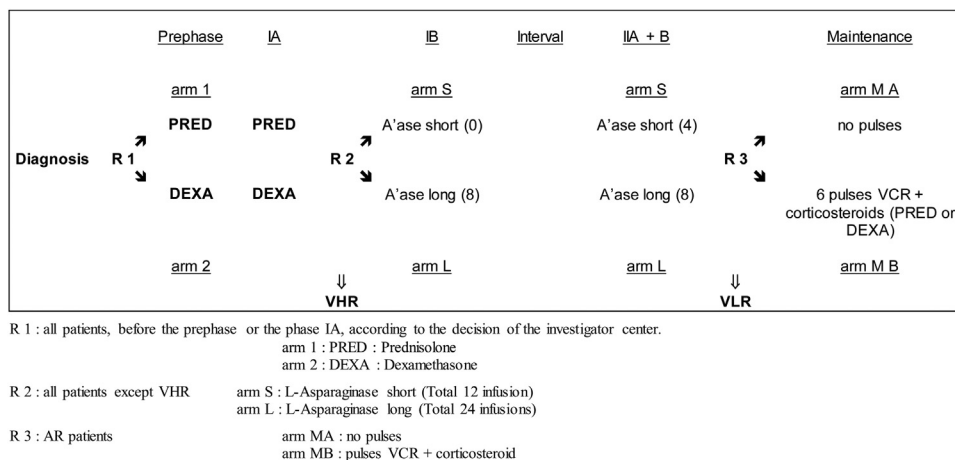 Prephase IA IB Interval IIA + B Maintenance
arm 1 arm S arm S arm M A
PRED PRED A'ase short (0) A'ase short (4) no pulses
Diagnosis R 1 R 2 R 3
DEXA DEXA A'ase long (8) A'ase long (8) 6 pulses VCR +
corticosteroids (PRED or
DEXA)
arm 2 arm L arm L arm M B
⇓ ⇓
VHR VLR
R 1 : all patients, before the prephase or the phase IA, according to the decision of the investigator center.
arm 1 : PRED : Prednisolone
arm 2 : DEXA : Dexamethasone
R 2 : all patients except VHR arm S : L-Asparaginase short (Total 12 infusion)
arm L : L-Asparaginase long (Total 24 infusions)
R 3 : AR patients arm MA : no pulses
arm MB : pulses VCR + corticosteroid